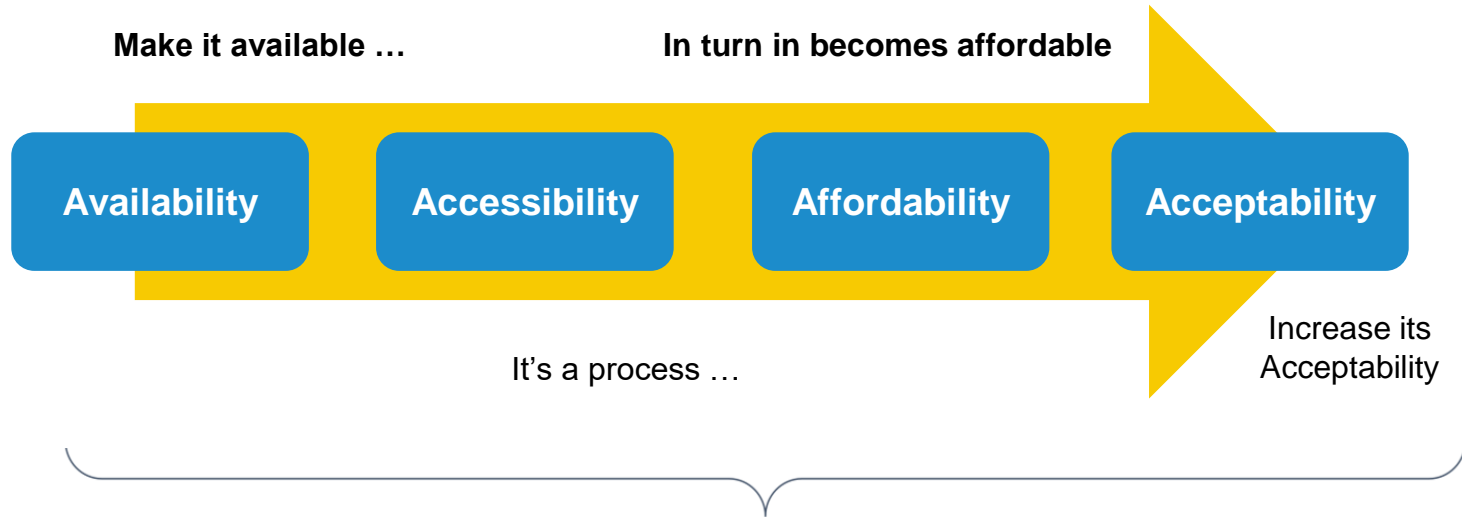 Make it available …
In turn in becomes affordable
Availability
Accessibility
Affordability
Acceptability
It’s a process …
Increase its
Acceptability